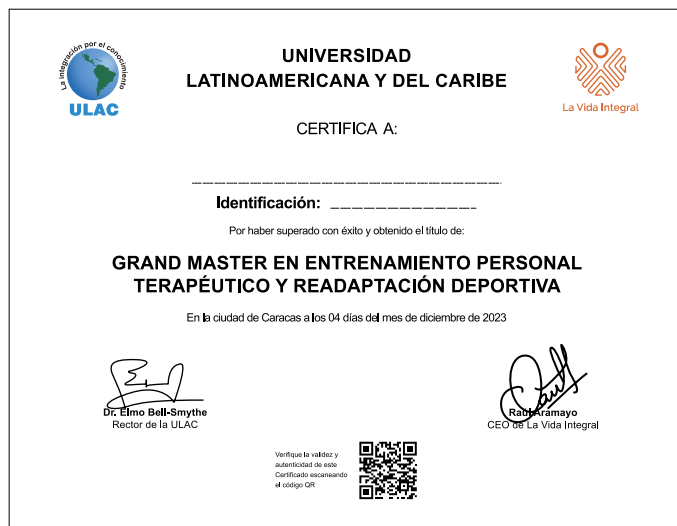 La integración por el conocimiento
ULAC
UNIVERSIDAD
LATINOAMERICANA Y DEL CARIBE
La Vida Integral
CERTIFICA A:
Identificación:
Por haber superado con éxito y obtenido el título de:
GRAND MASTER EN ENTRENAMIENTO PERSONAL
TERAPÉUTICO Y READAPTACIÓN DEPORTIVA
En la ciudad de Caracas a los 04 días del mes de diciembre de 2023
Dr. Elmo Bell-Smythe
Rector de la ULAC
Raúl Aramayo
CEO de La Vida Integral
Verifique la validez y
autenticidad de este
Certificado escaneando
el código QR